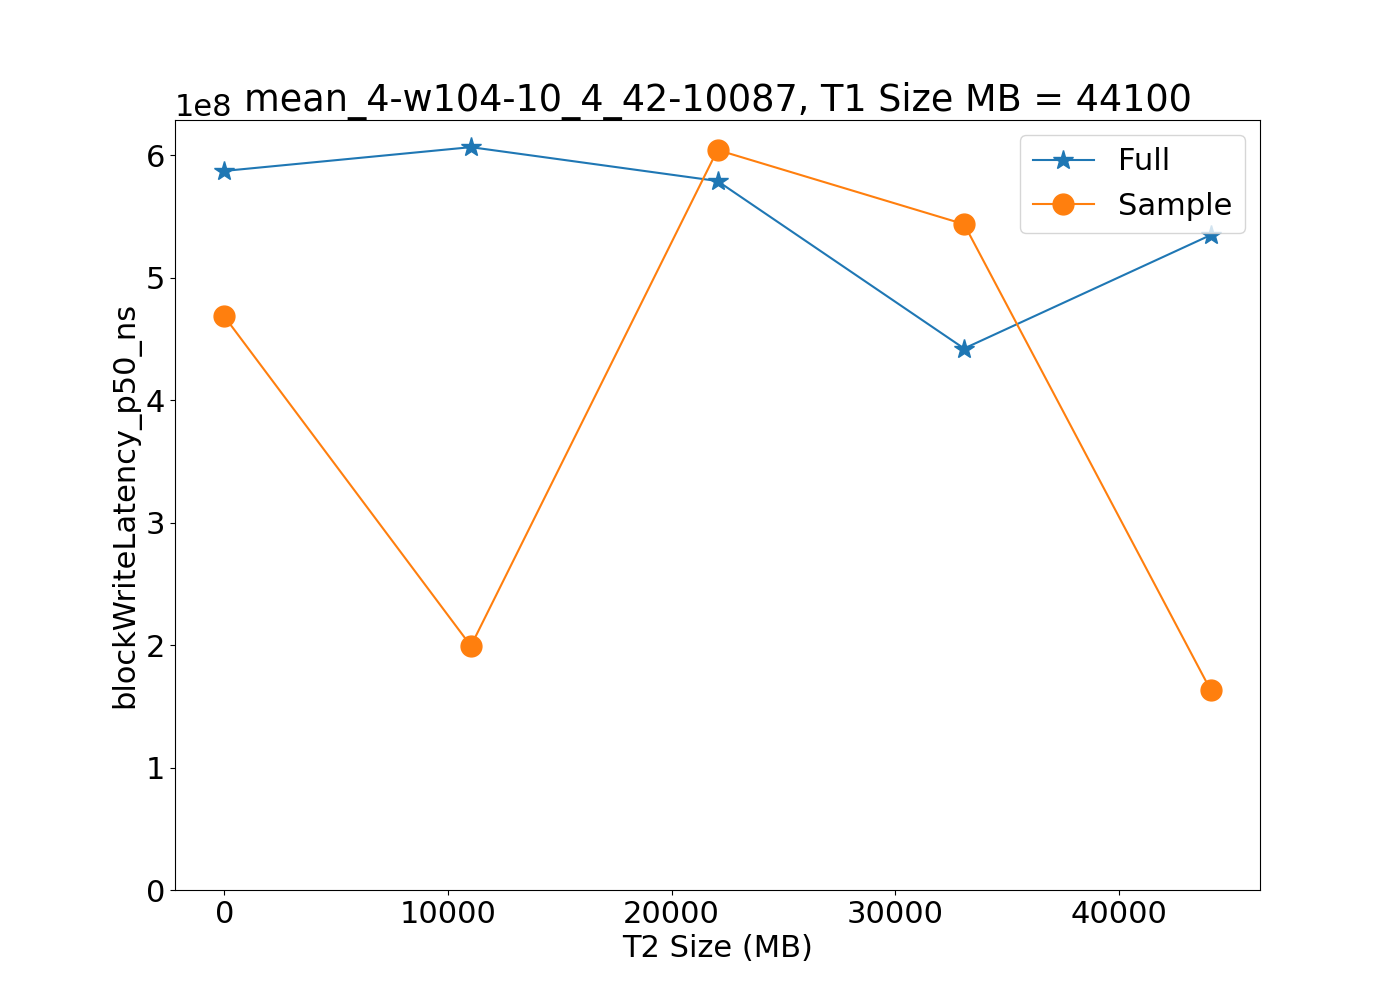 1e8
mean_4-w104-10_4_42-10087, T1 Size MB = 44100
Full
Sample
6
5
4
3
2
1
0
blockWriteLatency_p50_ns
0 10000 20000 30000 40000
T2 Size (MB)